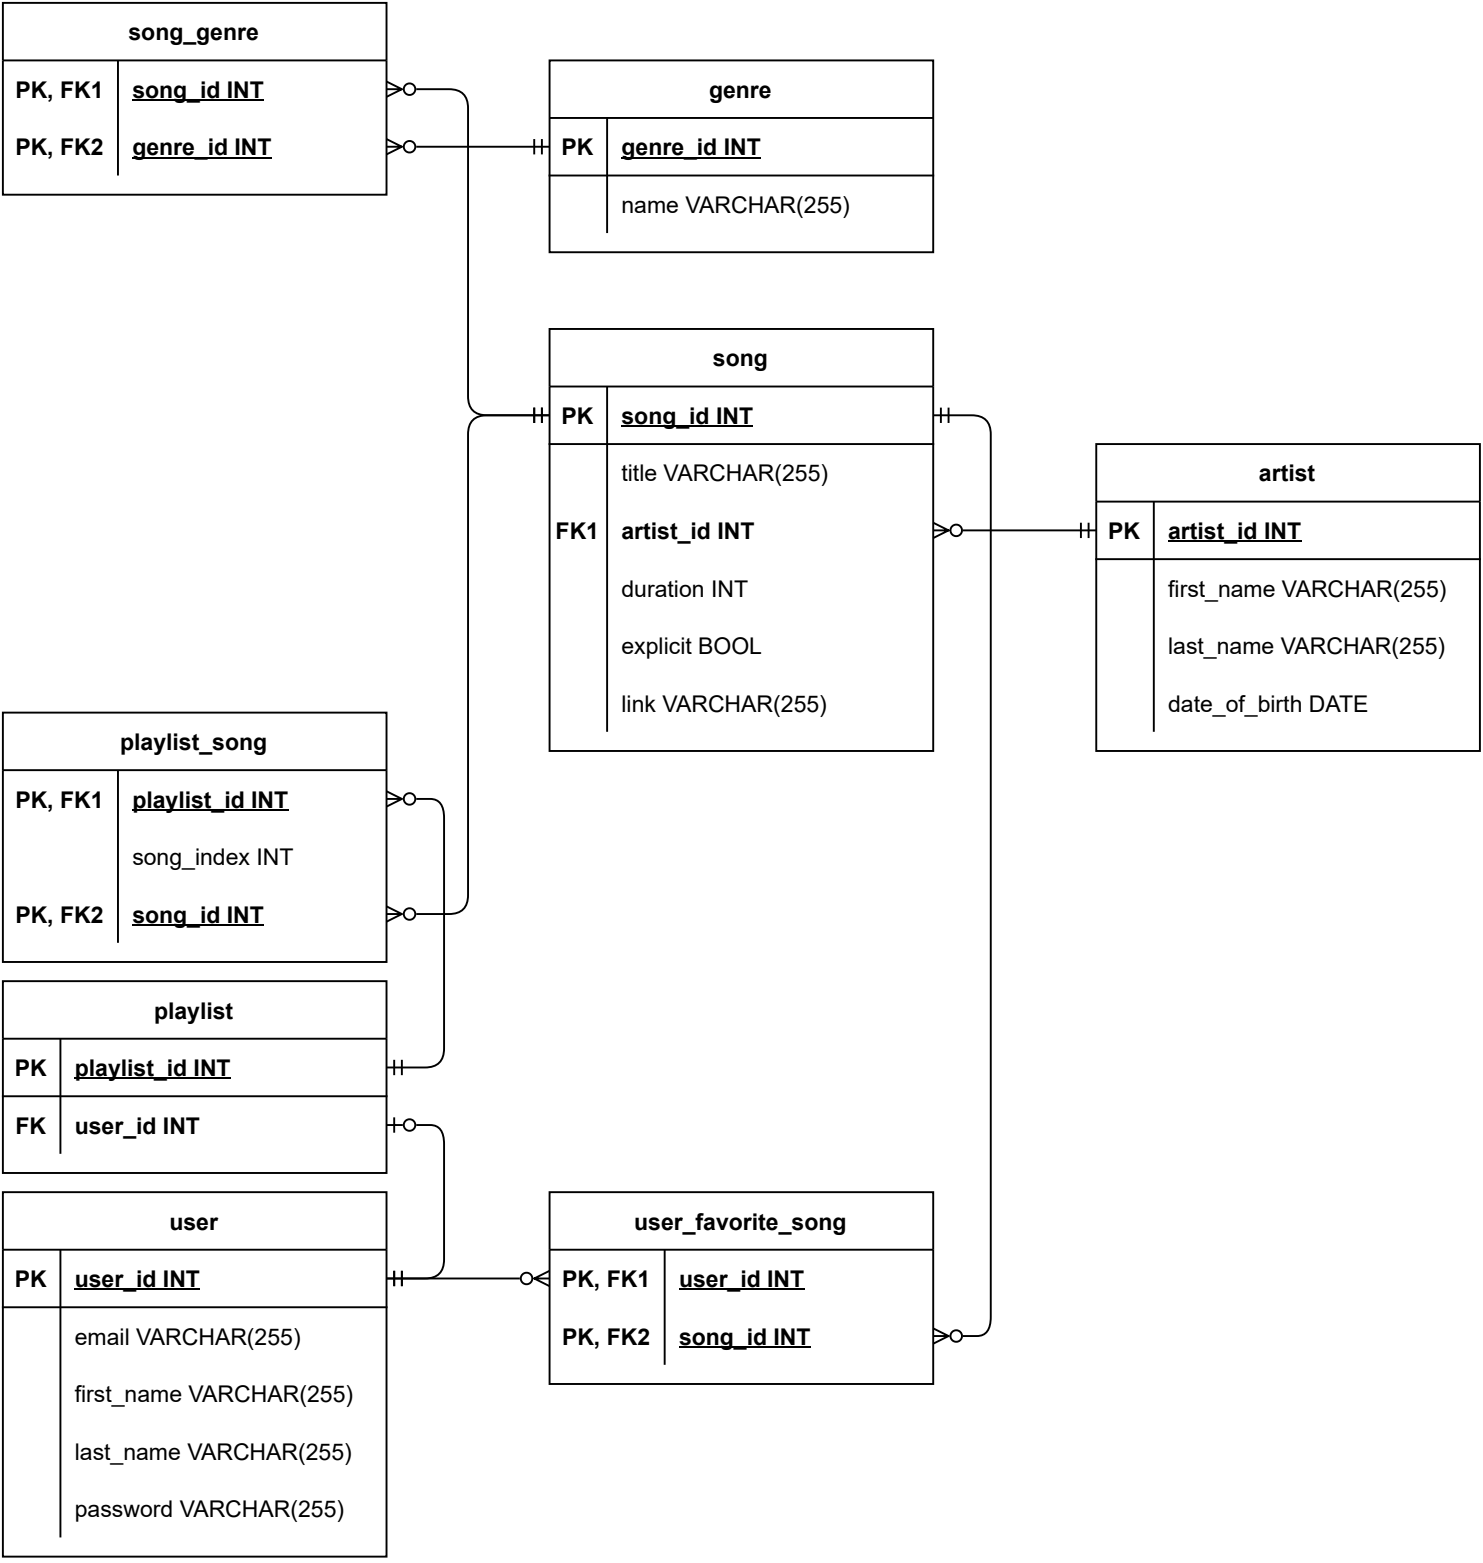 song_genre
PK, FK1 song_id INT
PK, FK2 genre_id INT
genre
PK genre_id INT
name VARCHAR(255)
song
PK song_id INT
title VARCHAR(255)
FK1 artist_id INT
duration INT
explicit BOOL
link VARCHAR(255)
artist
PK artist_id INT
first_name VARCHAR(255)
last_name VARCHAR(255)
date_of_birth DATE
playlist_song
PK, FK1 playlist_id INT
song_index INT
PK, FK2 song_id INT
playlist
PK playlist_id INT
FK user_id INT
user
PK user_id INT
email VARCHAR(255)
first_name VARCHAR(255)
last_name VARCHAR(255)
password VARCHAR(255)
user_favorite_song
PK, FK1 user_id INT
PK, FK2 song_id INT